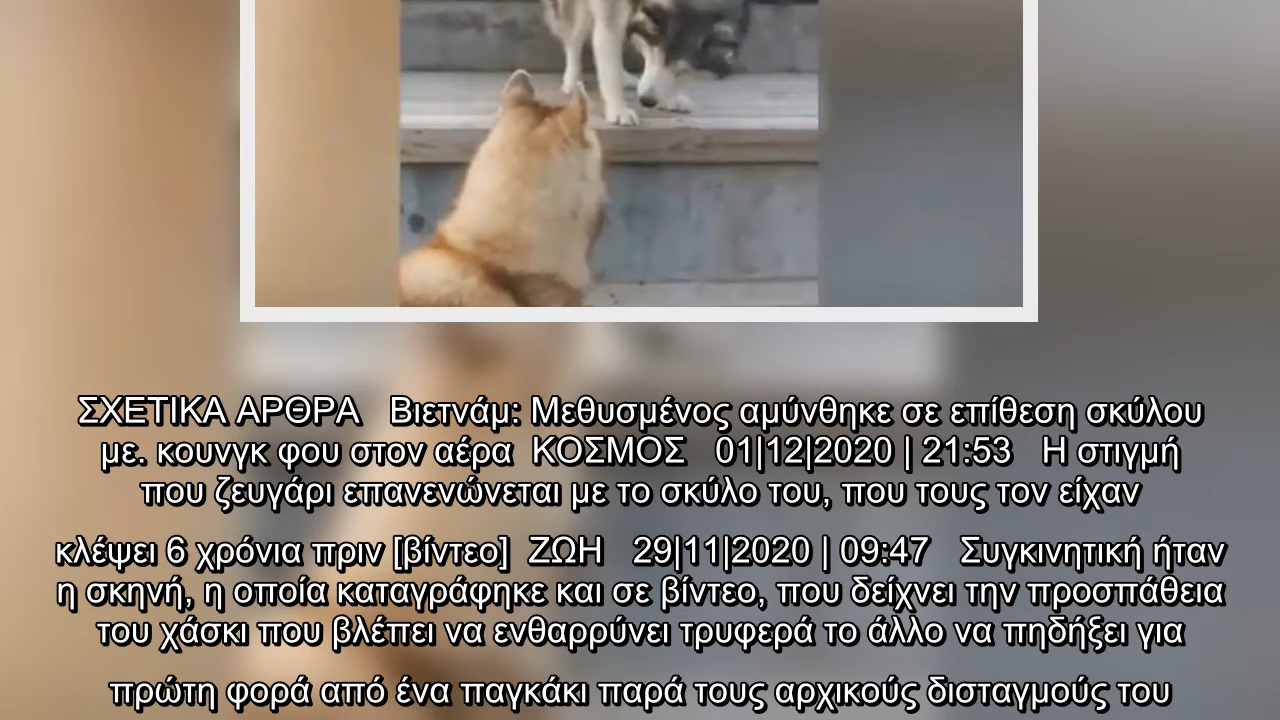 ΣΧΕΤΙΚΑ ΑΡΘΡΑ   Βιετνάμ: Μεθυσμένος αμύνθηκε σε επίθεση σκύλου
με. κουνγκ φου στον αέρα  ΚΟΣΜΟΣ   01|12|2020 | 21:53   Η στιγμή
που ζευγάρι επανενώνεται με το σκύλο του, που τους τον είχαν
κλέψει 6 χρόνια πριν [βίντεο]  ΖΩΗ   29|11|2020 | 09:47   Συγκινητική ήταν
η σκηνή, η οποία καταγράφηκε και σε βίντεο, που δείχνει την προσπάθεια
του χάσκι που βλέπει να ενθαρρύνει τρυφερά το άλλο να πηδήξει για
πρώτη φορά από ένα παγκάκι παρά τους αρχικούς δισταγμούς του